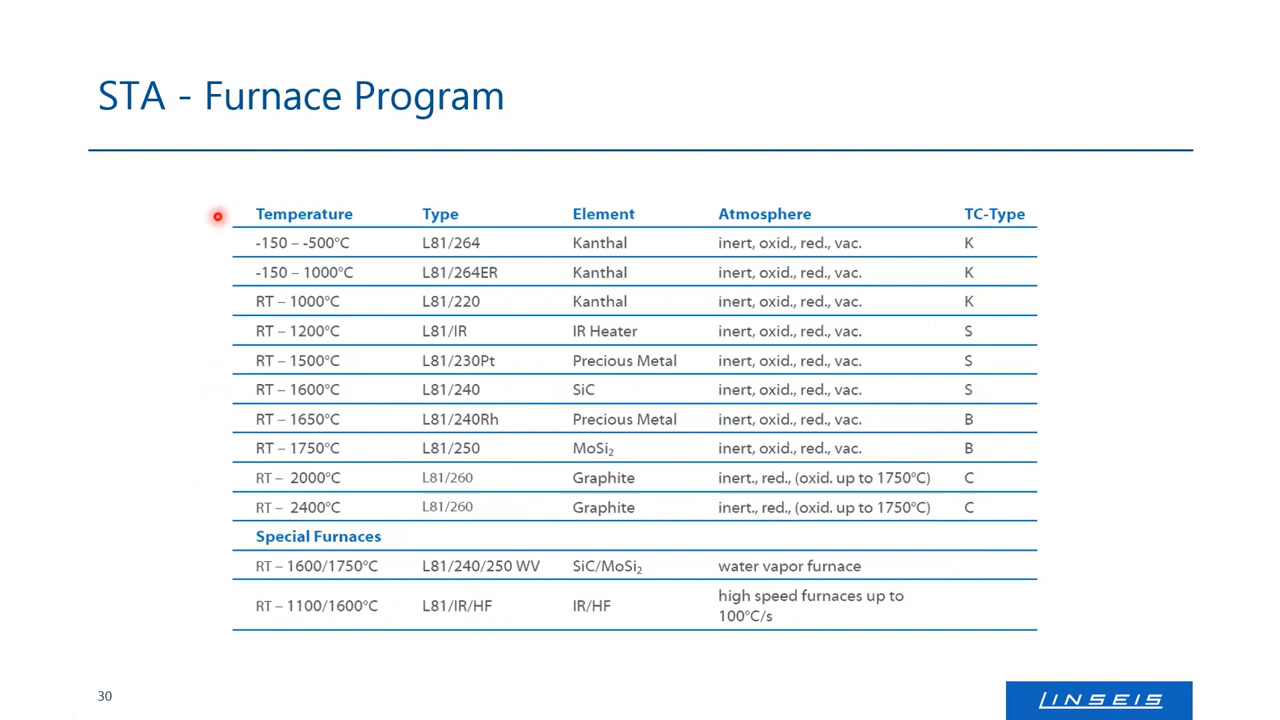 STA - Furnace Program
Temperature Type Element Atmosphere TC-Type
-150 – -500°C L81/264 Kanthal inert, oxid., red., vac. K
-150 – 1000°C L81/264ER Kanthal inert, oxid., red., vac. K
RT – 1000°C L81/220 Kanthal inert, oxid., red., vac. K
RT – 1200°C L81/IR IR Heater inert, oxid., red., vac. S
RT – 1500°C L81/230Pt Precious Metal inert, oxid., red., vac. S
RT – 1600°C L81/240 SiC inert, oxid., red., vac. S
RT – 1650°C L81/240Rh Precious Metal inert, oxid., red., vac. B
RT – 1750°C L81/250 MoSi₂ inert, oxid., red., vac. B
RT – 2000°C L81/260 Graphite inert., red., (oxid. up to 1750°C) C
RT – 2400°C L81/260 Graphite inert., red., (oxid. up to 1750°C) C
Special Furnaces
RT – 1600/1750°C L81/240/250 WV SiC/MoSi₂ water vapor furnace
RT – 1100/1600°C L81/IR/HF IR/HF high speed furnaces up to
100°C/s
30
LINSEIS